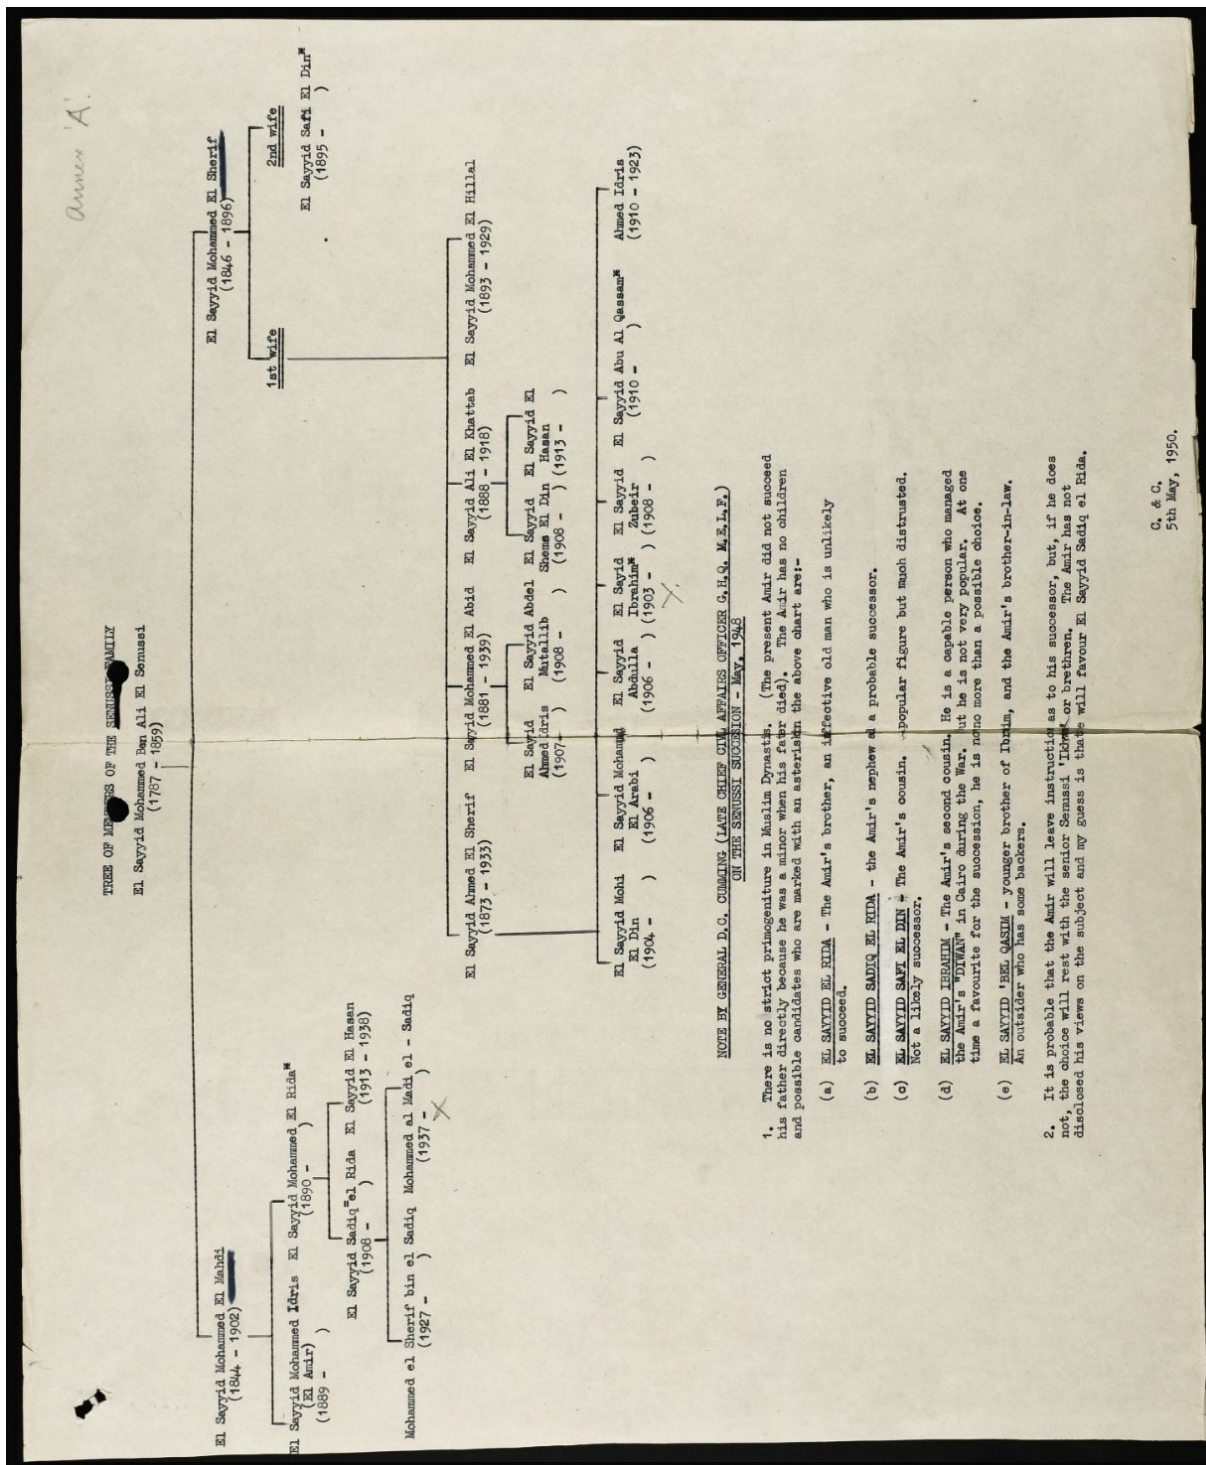 Annex 'A'.
TREE OF MEMBERS OF THE SENUSSI FAMILY
El Sayyid Mohammed Ben Ali El Senussi
(1787 - 1859)
El Sayyid Mohammed El Mahdi
(1844 - 1902)
El Sayyid Mohammed El Sherif
(1846 - 1896)
1st wife
2nd wife
El Sayyid Mohammed Idris
(El Amir)
(1889 - )
El Sayyid Mohammed El Rida*
(1890 - )
El Sayyid Safi El Din*
(1895 - )
El Sayyid Sadiq*el Rida
(1908 - )
El Sayyid El Hasan
(1913 - 1938)
Mohammed el Sherif bin el Sadiq
(1927 - )
Mohammed al Madi el - Sadiq
(1937 - )
X
El Sayyid Ahmed El Sherif
(1873 - 1933)
El Sayyid Mohammed El Abid
(1881 - 1939)
El Sayyid Ali El Khattab
(1888 - 1918)
El Sayyid Mohammed El Hillal
(1893 - 1929)
El Sayid
Ahmed Idris
(1907- )
El Sayyid Abdel
Mutallib
(1908 - )
El Sayyid
Shems El Din
(1908 - )
El Sayyid El
Hasan
(1913 - )
El Sayyid Mohi
El Din
(1904 - )
El Sayyid Mohammed
El Arabi
(1906 - )
El Sayyid
Abdulla
(1906 - )
El Sayid
Ibrahim*
(1903 - )
X.
El Sayyid
Zubeir
(1908 - )
El Sayyid Abu Al Qassam*
(1910 - )
Ahmed Idris
(1910 - 1923)
NOTE BY GENERAL D.C. CUMMING (LATE CHIEF CIVIL AFFAIRS OFFICER G.H.Q. M.E.L.F.)
ON THE SENUSSI SUCCESSION - May, 1948
1. There is no strict primogeniture in Muslim Dynasties. (The present Amir did not succeed
his father directly because he was a minor when his father died). The Amir has no children
and possible candidates who are marked with an asterisk in the above chart are:-
(a) EL SAYYID EL RIDA - The Amir's brother, an ineffective old man who is unlikely
to succeed.
(b) EL SAYYID SADIQ EL RIDA - the Amir's nephew a probable successor.
(c) EL SAYYID SAFI EL DIN - The Amir's cousin. popular figure but much distrusted.
Not a likely successor.
(d) EL SAYYID IBRAHIM - The Amir's second cousin. He is a capable person who managed
the Amir's "DIWAN" in Cairo during the War. but he is not very popular. At one
time a favourite for the succession, he is now no more than a possible choice.
(e) EL SAYYID 'BEL QASIM - younger brother of Ibrahim, and the Amir's brother-in-law.
An outsider who has some backers.
2. It is probable that the Amir will leave instructions as to his successor, but, if he does
not, the choice will rest with the senior Senussi 'Ikhwan or brethren. The Amir has not
disclosed his views on the subject and my guess is that he will favour El Sayyid Sadiq el Rida.
C. & C.
5th May, 1950.